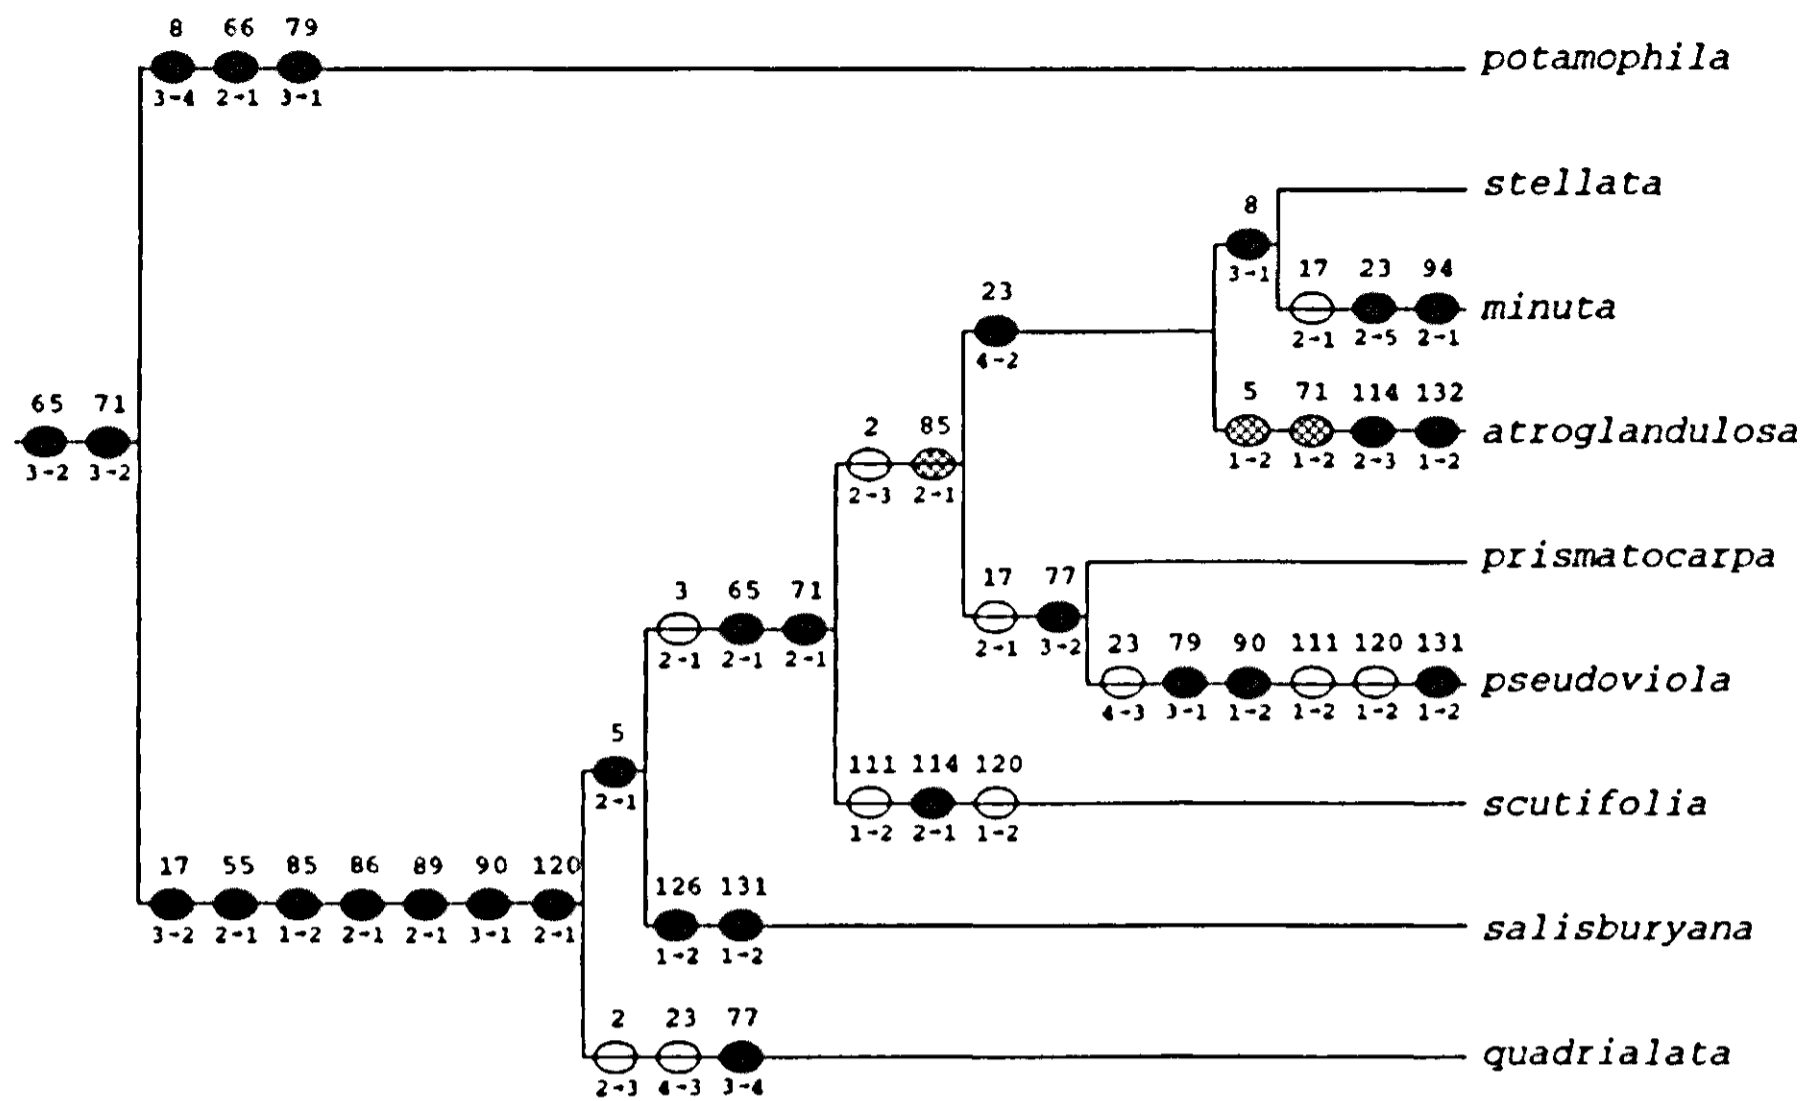 8 66 79
3→4 2→1 3→1
potamophila
stellata
8
3→1
17 23 94
2→1 2→5 2→1
minuta
23
4→2
5 71 114 132
1→2 1→2 2→3 1→2
atroglandulosa
65 71
3→2 3→2
2 85
2→3 2→1
prismatocarpa
17 77
2→1 3→2
3 65 71
2→1 2→1 2→1
23 79 90 111 120 131
4→3 3→1 1→2 1→2 1→2 1→2
pseudoviola
5
2→1
111 114 120
1→2 2→1 1→2
scutifolia
17 55 85 86 89 90 120
3→2 2→1 1→2 2→1 2→1 3→1 2→1
126 131
1→2 1→2
salisburyana
2 23 77
2→3 4→3 3→4
quadrialata